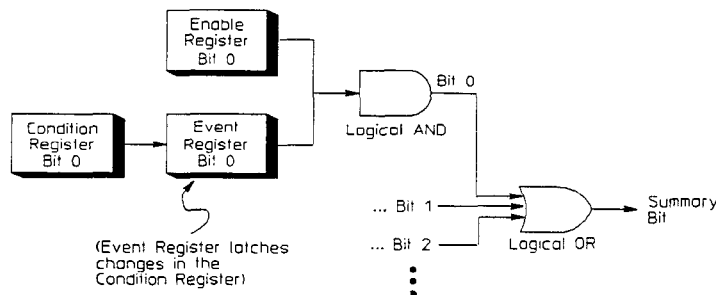 Enable
Register
Bit 0
Bit 0
Logical AND
Condition
Register
Bit 0
Event
Register
Bit 0
... Bit 1
... Bit 2
Logical OR
Summary
Bit
(Event Register latches
changes in the
Condition Register)